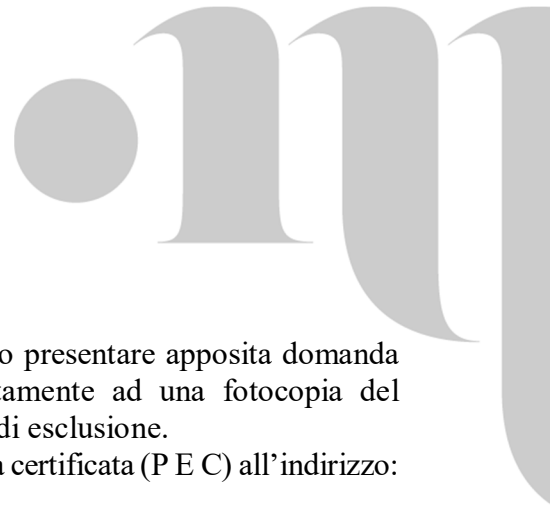 o presentare apposita domanda
tamente ad una fotocopia del
di esclusione.
a certificata (P E C) all’indirizzo: